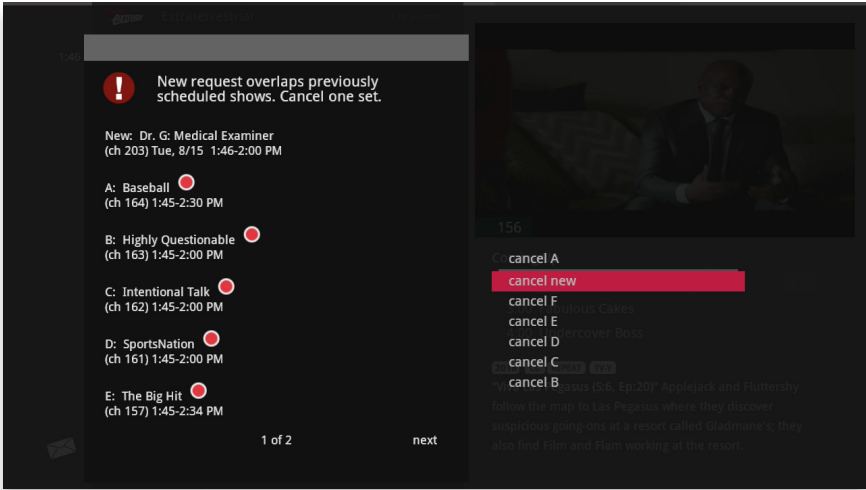 Extraterrestrial
1:46
New request overlaps previously
scheduled shows. Cancel one set.
New: Dr. G: Medical Examiner
(ch 203) Tue, 8/15 1:46-2:00 PM
A: Baseball
(ch 164) 1:45-2:30 PM
B: Highly Questionable
(ch 163) 1:45-2:00 PM
C: Intentional Talk
(ch 162) 1:45-2:00 PM
D: SportsNation
(ch 161) 1:45-2:00 PM
E: The Big Hit
(ch 157) 1:45-2:34 PM
1 of 2 next
156
cancel A
cancel new
cancel F
Fabulous Cakes
cancel E
Undercover Boss
cancel D
cancel C
cancel B
Pegasus (S:6, Ep:20)" Applejack and Fluttershy
follow the map to Las Pegasus where they discover
suspicious going-ons at a resort called Gladmane's; they
also find Film and Flam working at the resort.